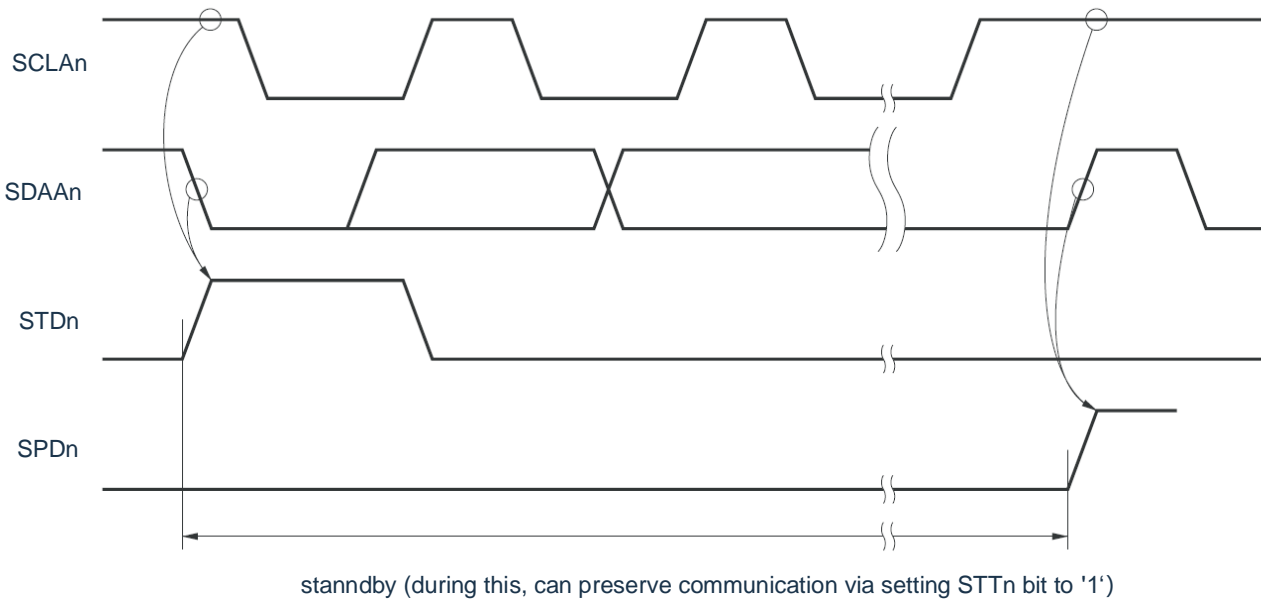 SCLAn
SDAAn
STDn
SPDn
stanndby (during this, can preserve communication via setting STTn bit to '1‘)